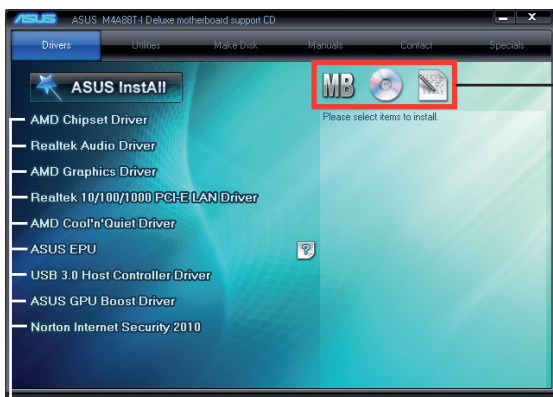 ASUS M4A88T-I Deluxe motherboard support CD
Drivers Utilities Make Disk Manuals Contact Specials
ASUS InstAll
MB
Please select items to install.
AMD Chipset Driver
Realtek Audio Driver
AMD Graphics Driver
Realtek 10/100/1000 PCI-E LAN Driver
AMD Cool'n'Quiet Driver
ASUS EPU
?
USB 3.0 Host Controller Driver
ASUS GPU Boost Driver
Norton Internet Security 2010